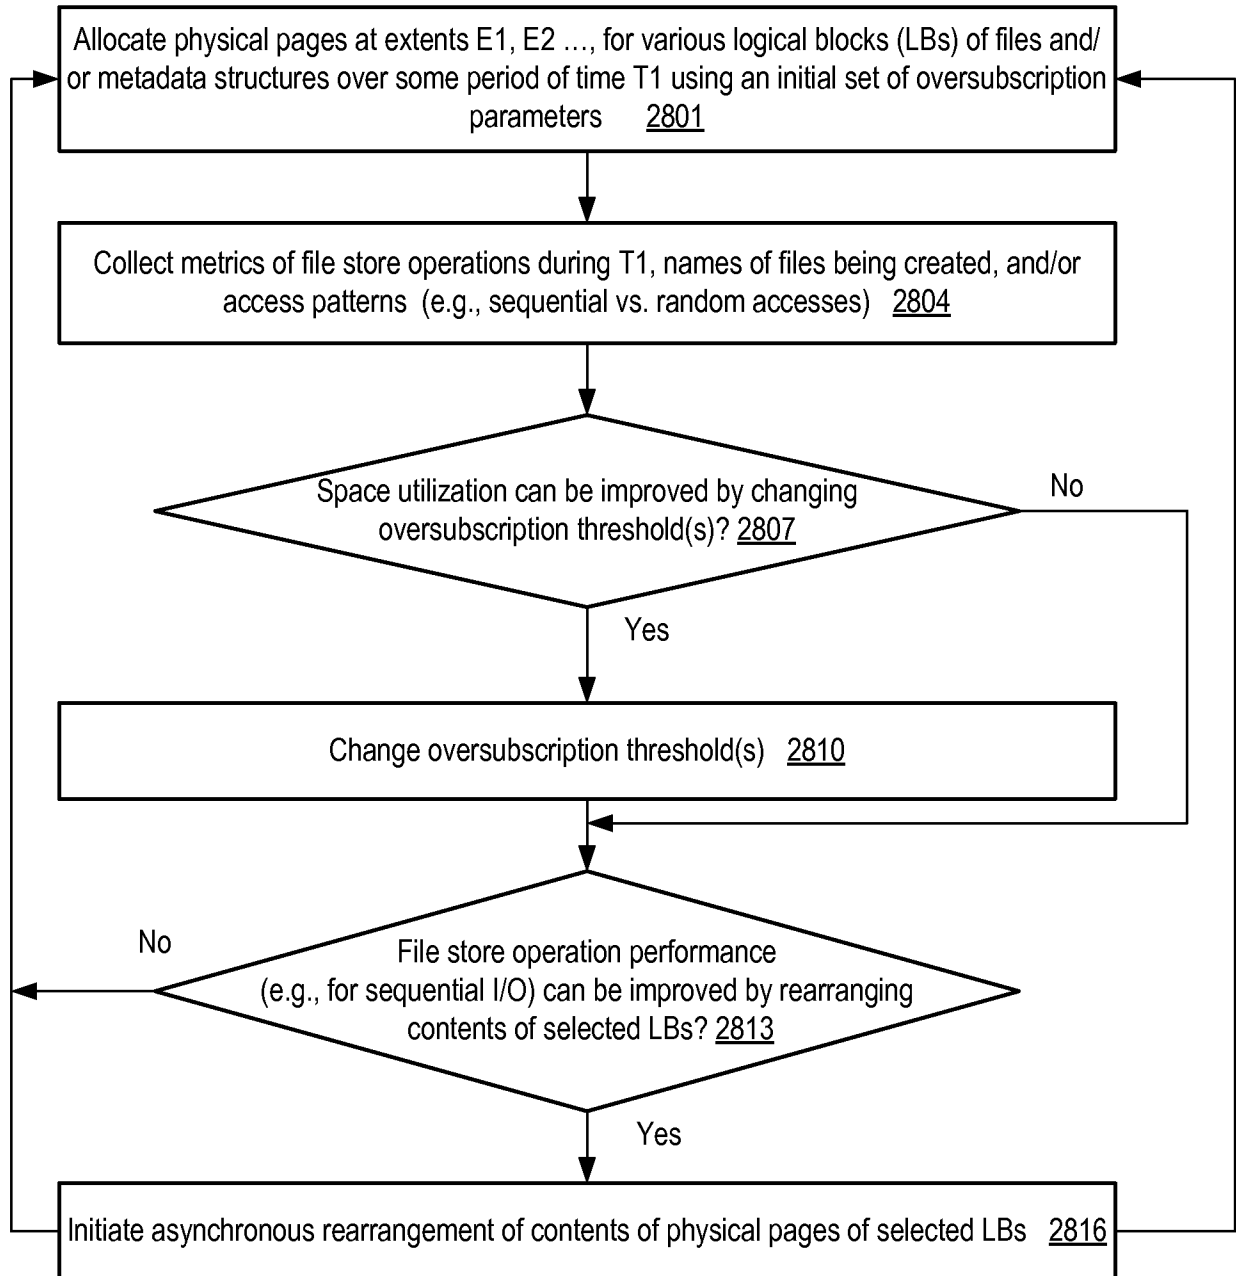 Allocate physical pages at extents E1, E2 ..., for various logical blocks (LBs) of files and/
or metadata structures over some period of time T1 using an initial set of oversubscription
parameters 2801
Collect metrics of file store operations during T1, names of files being created, and/or
access patterns (e.g., sequential vs. random accesses) 2804
Space utilization can be improved by changing
oversubscription threshold(s)? 2807
No
Yes
Change oversubscription threshold(s) 2810
No
File store operation performance
(e.g., for sequential I/O) can be improved by rearranging
contents of selected LBs? 2813
Yes
Initiate asynchronous rearrangement of contents of physical pages of selected LBs 2816